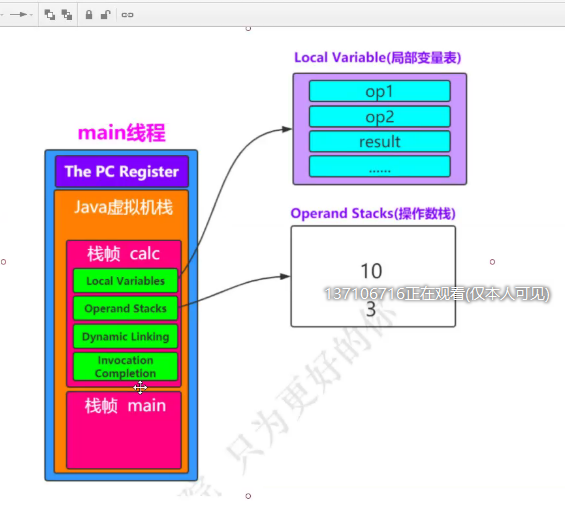 Local Variable(局部变量表)
op1
op2
result
......
main线程
The PC Register
Java虚拟机栈
栈帧 calc
Local Variables
Operand Stacks
Dynamic Linking
Invocation
Completion
栈帧 main
Operand Stacks(操作数栈)
10
137106716正在观看(仅本人可见)
3
只为更好的你